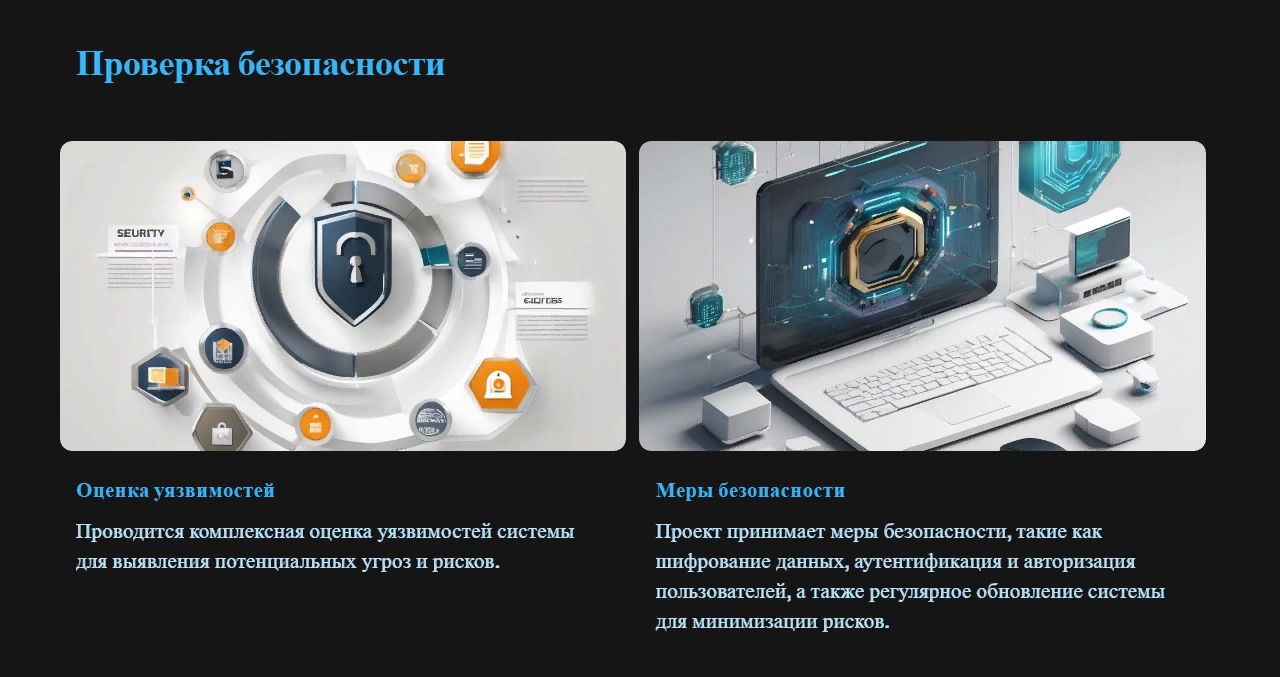 Проверка безопасности
SEURITY
Оценка уязвимостей
Проводится комплексная оценка уязвимостей системы
для выявления потенциальных угроз и рисков.
Меры безопасности
Проект принимает меры безопасности, такие как
шифрование данных, аутентификация и авторизация
пользователей, а также регулярное обновление системы
для минимизации рисков.